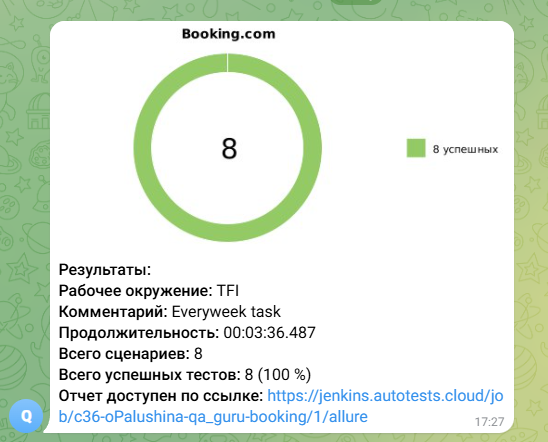 Booking.com
8
8 успешных
Результаты:
Рабочее окружение: TFI
Комментарий: Everyweek task
Продолжительность: 00:03:36.487
Всего сценариев: 8
Всего успешных тестов: 8 (100 %)
Отчет доступен по ссылке: https://jenkins.autotests.cloud/jo
b/c36-oPalushina-qa_guru-booking/1/allure
Q
17:27